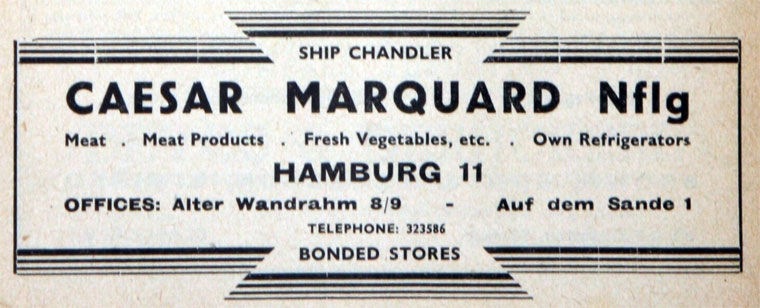 SHIP CHANDLER
CAESAR MARQUARD Nflg
Meat . Meat Products . Fresh Vegetables, etc. . Own Refrigerators
HAMBURG 11
OFFICES: Alter Wandrahm 8/9 - Auf dem Sande 1
TELEPHONE: 323586
BONDED STORES